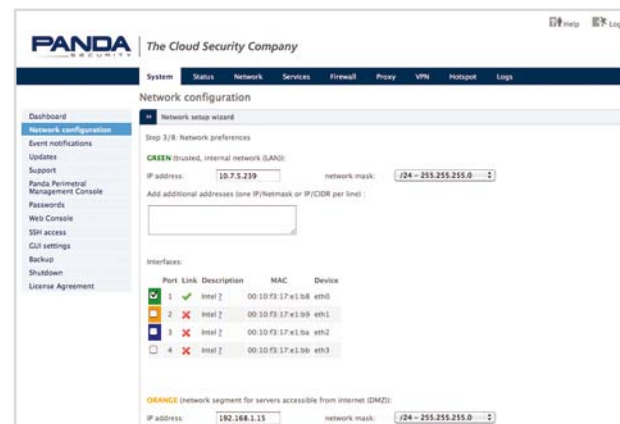 Help Log
PANDA SECURITY The Cloud Security Company
System Status Network Services Firewall Proxy VPN Hotspot Logs
Network configuration
Dashboard
Network configuration
Event notifications
Updates
Support
Panda Perimetral Management Console
Passwords
Web Console
SSH access
GUI settings
Backup
Shutdown
License Agreement
» Network setup wizard
Step 3/8: Network preferences
GREEN (trusted, internal network (LAN)):
IP address: 10.7.5.239 network mask: /24 - 255.255.255.0
Add additional addresses (one IP/Netmask or IP/CIDR per line) :
Interfaces:
Port Link Description MAC Device
1 Intel ? 00:10:f3:17:e1:b8 eth0
2 Intel ? 00:10:f3:17:e1:b9 eth1
3 Intel ? 00:10:f3:17:e1:ba eth2
4 Intel ? 00:10:f3:17:e1:bb eth3
ORANGE (network segment for servers accessible from internet (DMZ)):
IP address: 192.168.1.15 network mask: /24 - 255.255.255.0